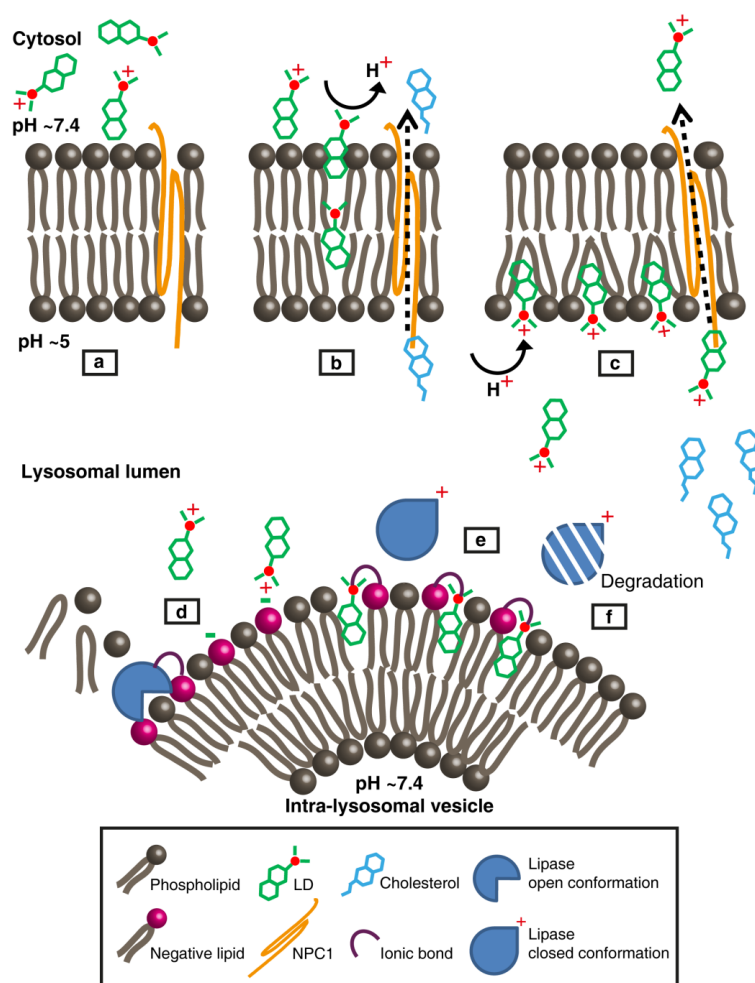 Cytosol
+
+
pH ~7.4
+
H+
+
pH ~5
a
b
c
+
+
+
+
H+
+
Lysosomal lumen
+
+
-
-
d
+
e
+
Degradation
f
pH ~7.4
Intra-lysosomal vesicle
Phospholipid
LD
Cholesterol
Lipase
open conformation
Negative lipid
NPC1
Ionic bond
+
Lipase
closed conformation